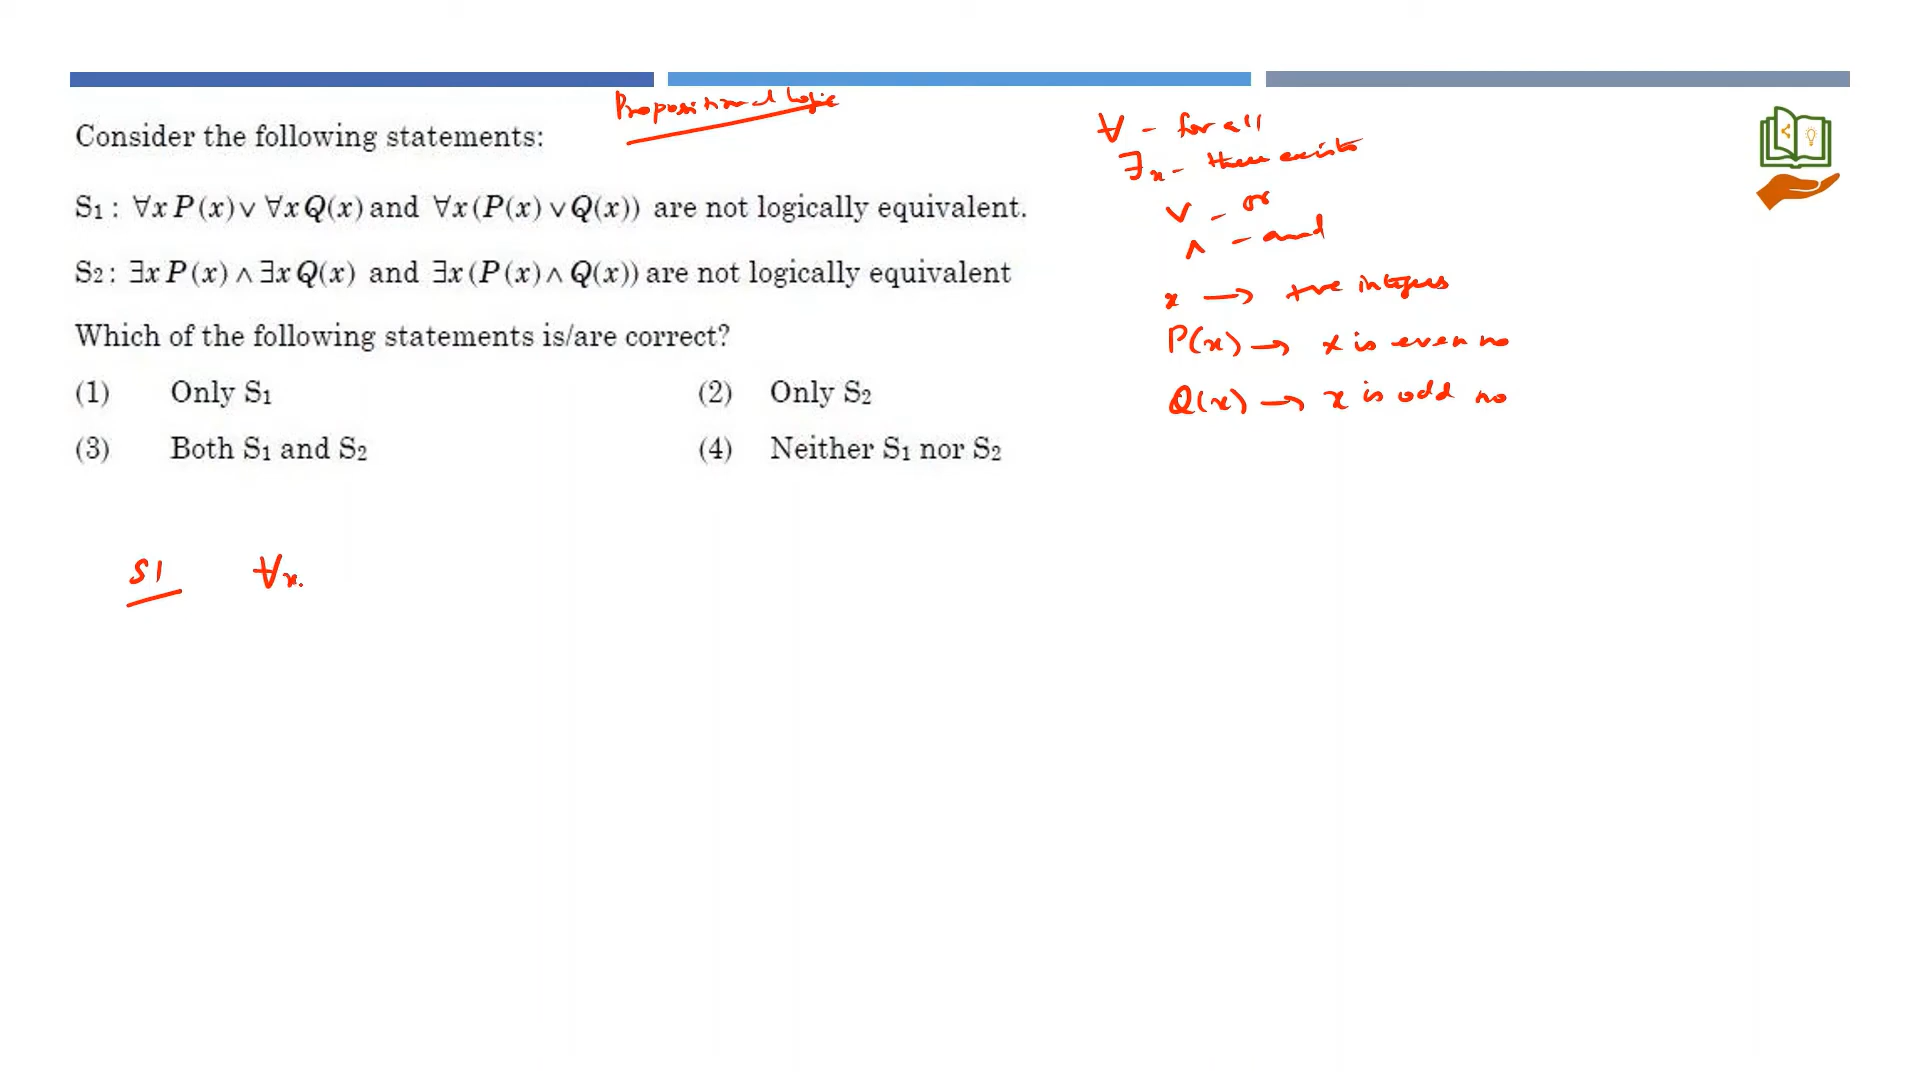 Propositional Logic
Consider the following statements:
S1 : ∀x P(x) ∨ ∀x Q(x) and ∀x (P(x) ∨ Q(x)) are not logically equivalent.
S2 : ∃x P(x) ∧ ∃x Q(x) and ∃x (P(x) ∧ Q(x)) are not logically equivalent
Which of the following statements is/are correct?
(1) Only S1 (2) Only S2
(3) Both S1 and S2 (4) Neither S1 nor S2
∀ - for all
∃x - there exists
∨ - or
∧ - and
x → +ve integers
P(x) → x is even no
Q(x) → x is odd no
S1 ∀x.